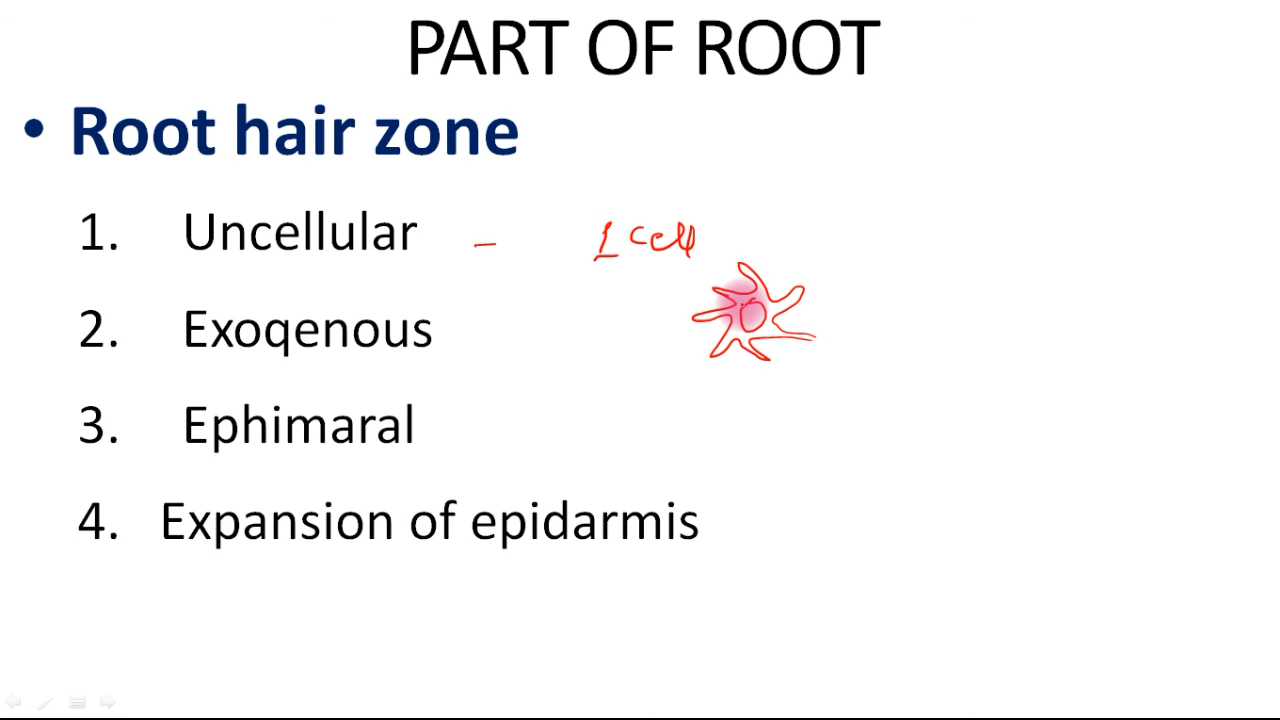 PART OF ROOT
• Root hair zone
1. Uncellular - 1 cell
2. Exoqenous
3. Ephimaral
4. Expansion of epidarmis